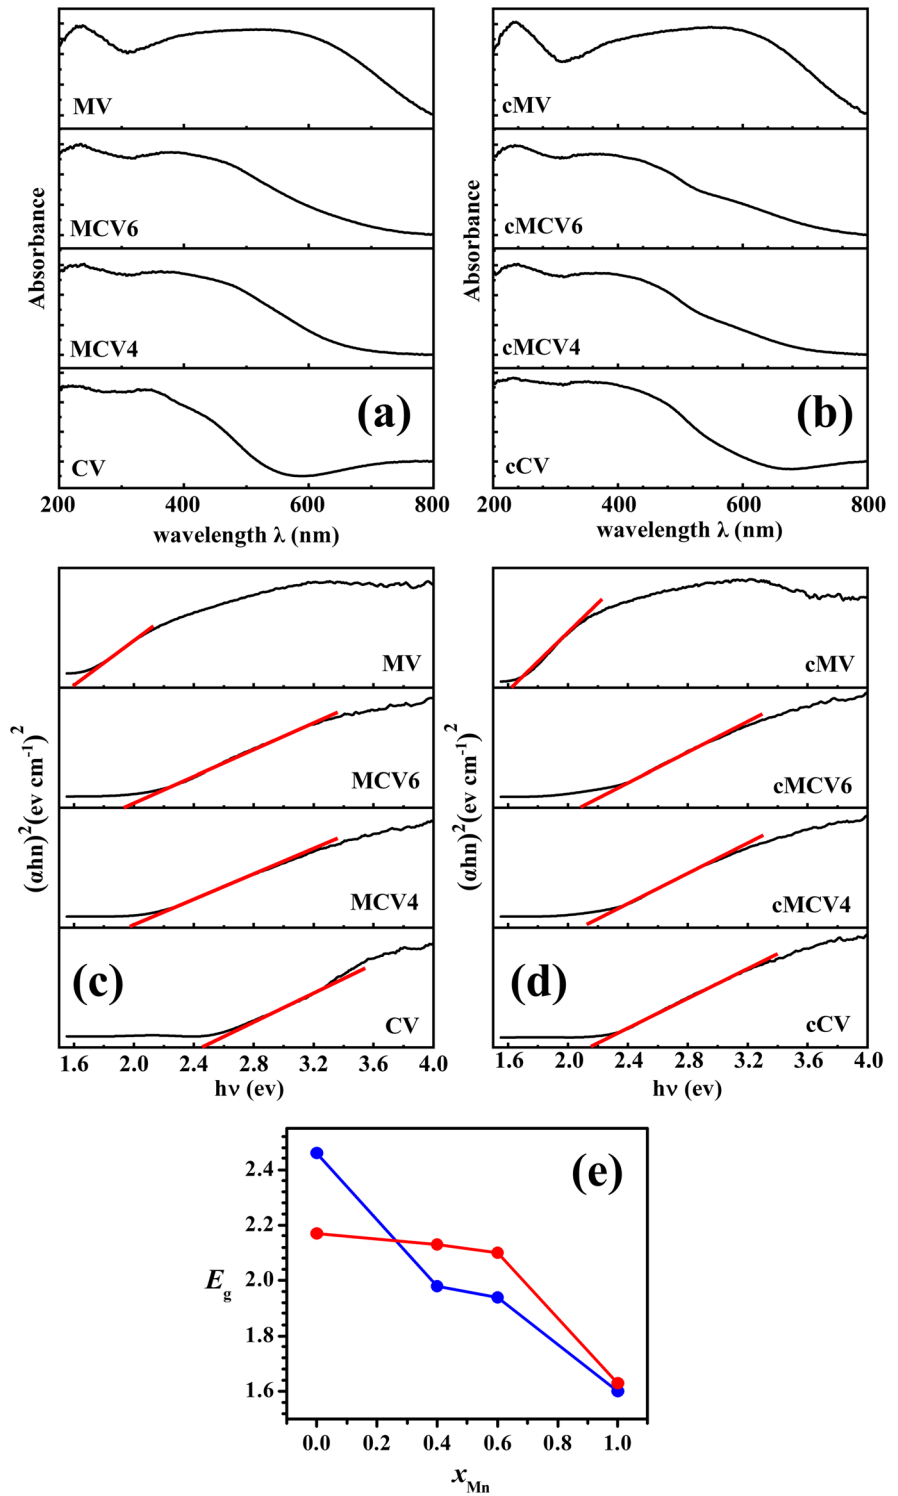 MV
MCV6
MCV4
CV
(a)
Absorbance
200 400 600 800
wavelength λ (nm)
cMV
cMCV6
cMCV4
cCV
(b)
Absorbance
200 400 600 800
wavelength λ (nm)
MV
MCV6
MCV4
CV
(c)
(αhn)²(ev cm⁻¹)²
1.6 2.0 2.4 2.8 3.2 3.6 4.0
hν (ev)
cMV
cMCV6
cMCV4
cCV
(d)
(αhn)²(ev cm⁻¹)²
1.6 2.0 2.4 2.8 3.2 3.6 4.0
hν (ev)
(e)
2.4
2.2
2.0
1.8
1.6
Eg
0.0 0.2 0.4 0.6 0.8 1.0
xMn